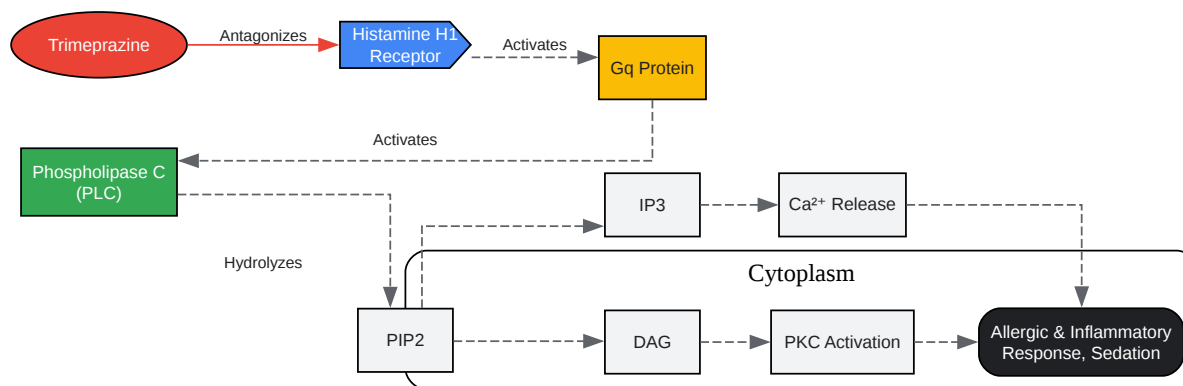 Trimeprazine
Antagonizes
Histamine H1
Receptor
Activates
Gq Protein
Activates
Phospholipase C
(PLC)
Hydrolyzes
IP3
Ca²⁺ Release
Cytoplasm
PIP2
DAG
PKC Activation
Allergic & Inflammatory
Response, Sedation